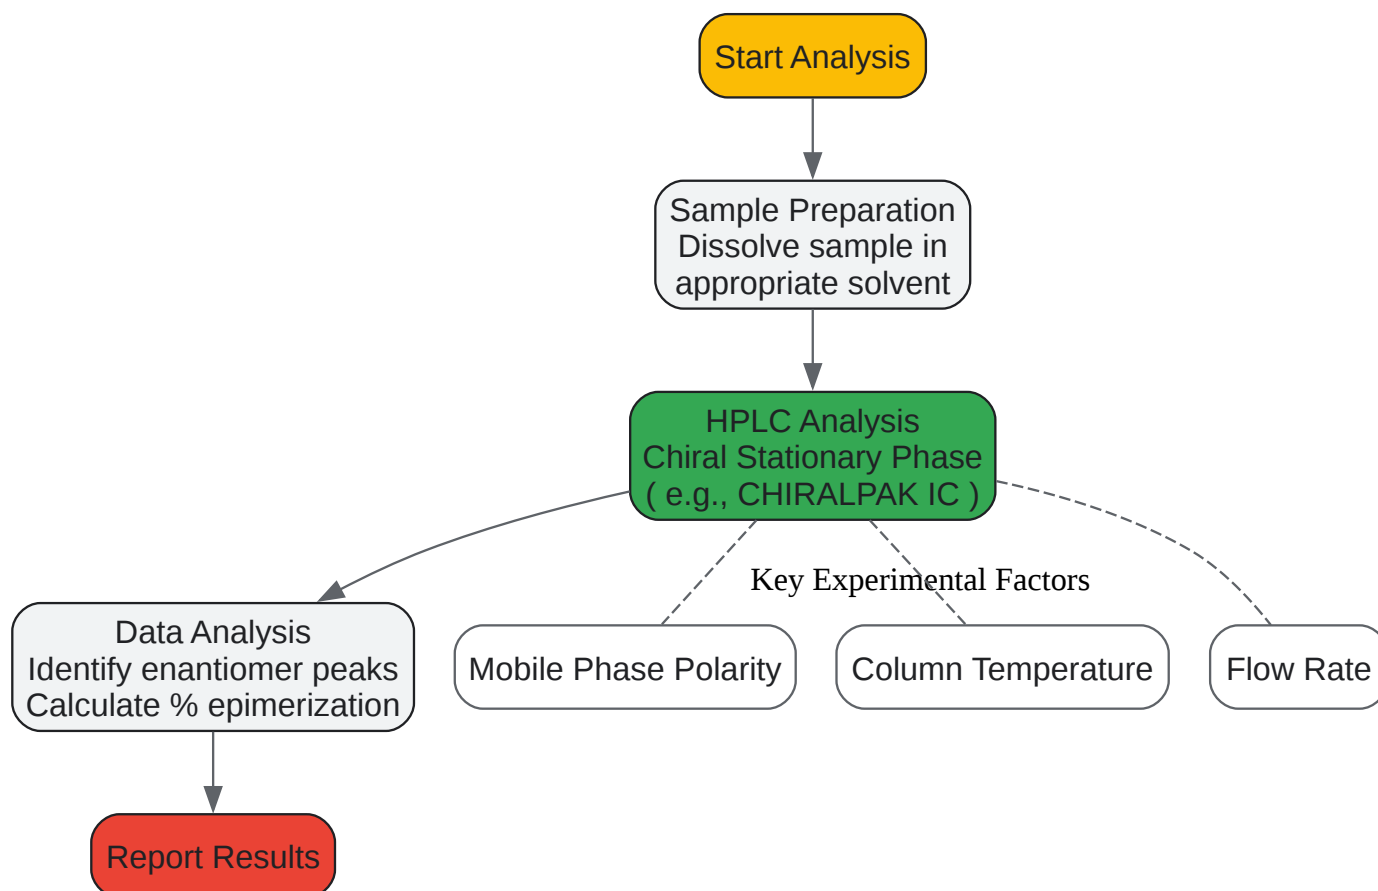 Start Analysis
Sample Preparation
Dissolve sample in
appropriate solvent
HPLC Analysis
Chiral Stationary Phase
( e.g., CHIRALPAK IC )
Key Experimental Factors
Data Analysis
Identify enantiomer peaks
Calculate % epimerization
Mobile Phase Polarity
Column Temperature
Flow Rate
Report Results